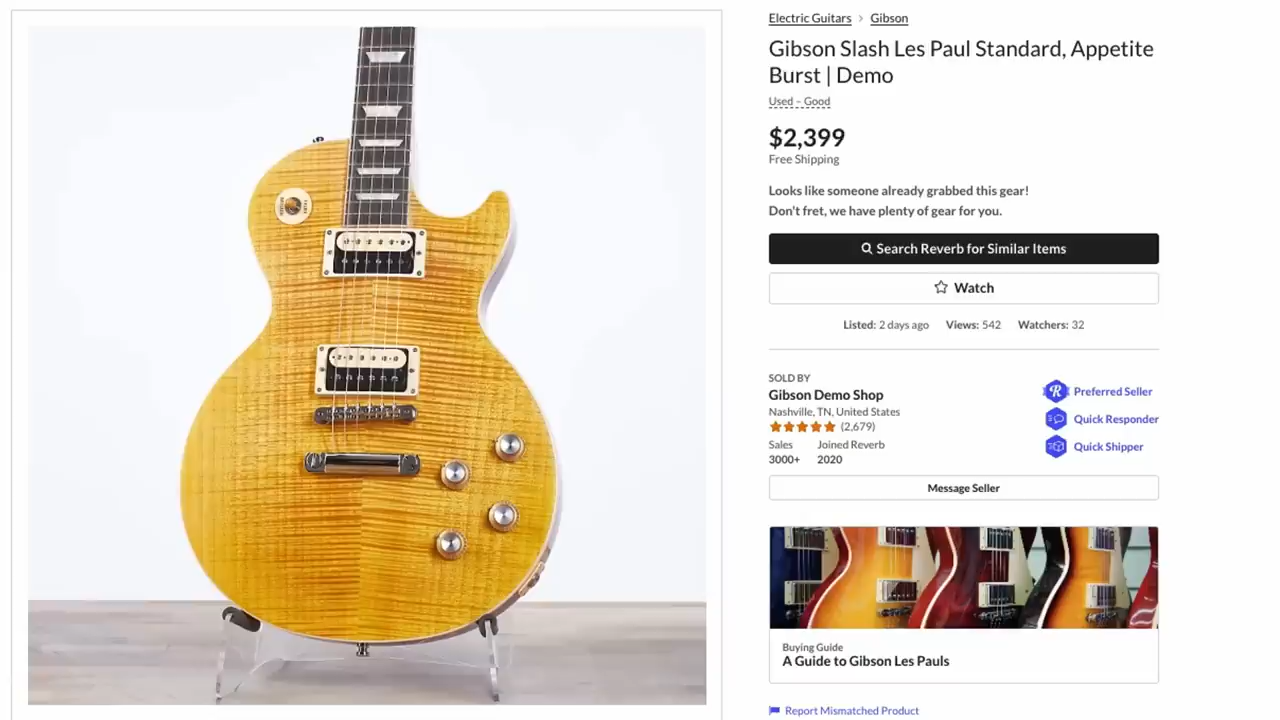 Electric Guitars > Gibson
Gibson Slash Les Paul Standard, Appetite
Burst | Demo
Used – Good
$2,399
Free Shipping
Looks like someone already grabbed this gear!
Don't fret, we have plenty of gear for you.
Search Reverb for Similar Items
Watch
Listed: 2 days ago Views: 542 Watchers: 32
SOLD BY
Gibson Demo Shop
Nashville, TN, United States
(2,679)
Sales Joined Reverb
3000+ 2020
Preferred Seller
Quick Responder
Quick Shipper
Message Seller
Buying Guide
A Guide to Gibson Les Pauls
Report Mismatched Product